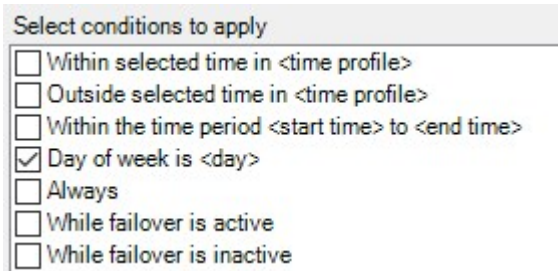 Select conditions to apply
Within selected time in <time profile>
Outside selected time in <time profile>
Within the time period <start time> to <end time>
Day of week is <day>
Always
While failover is active
While failover is inactive